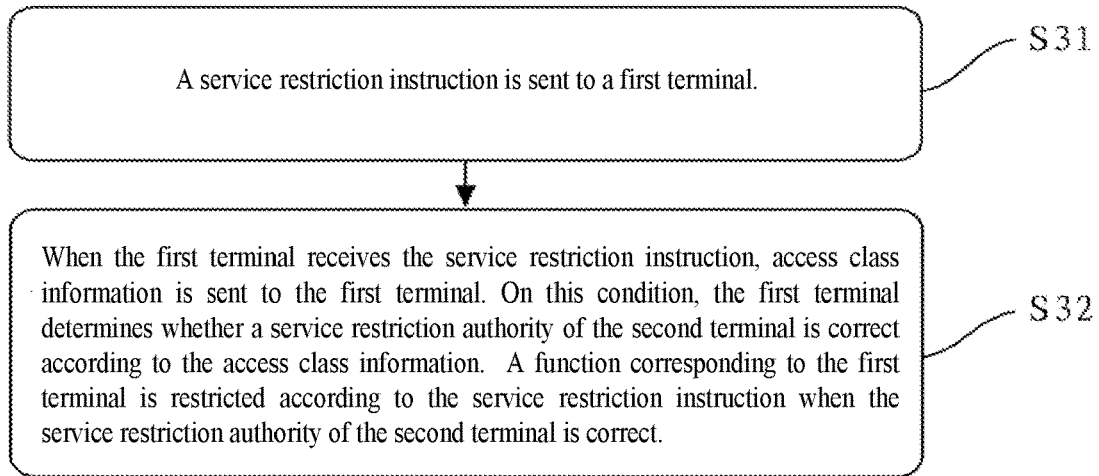 A service restriction instruction is sent to a first terminal.
S31
When the first terminal receives the service restriction instruction, access class
information is sent to the first terminal. On this condition, the first terminal
determines whether a service restriction authority of the second terminal is correct
according to the access class information. A function corresponding to the first
terminal is restricted according to the service restriction instruction when the
service restriction authority of the second terminal is correct.
S32